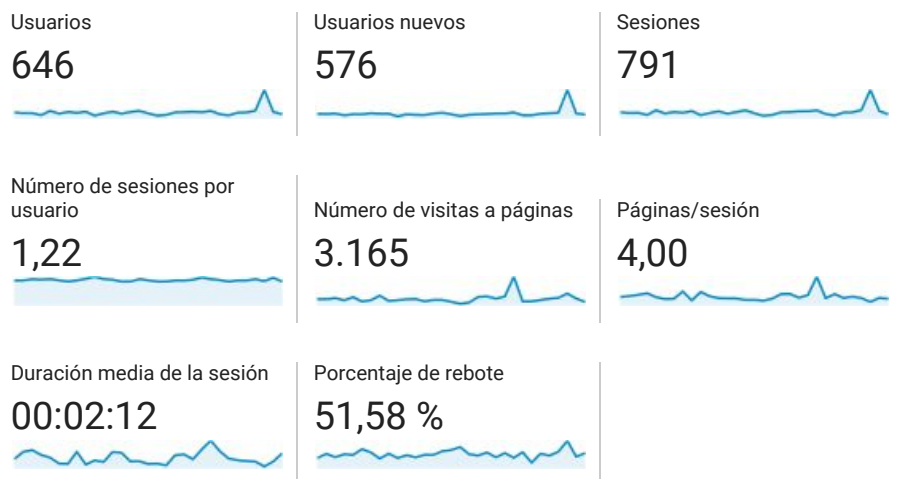 Usuarios
646
Usuarios nuevos
576
Sesiones
791
Número de sesiones por
usuario
1,22
Número de visitas a páginas
3.165
Páginas/sesión
4,00
Duración media de la sesión
00:02:12
Porcentaje de rebote
51,58 %